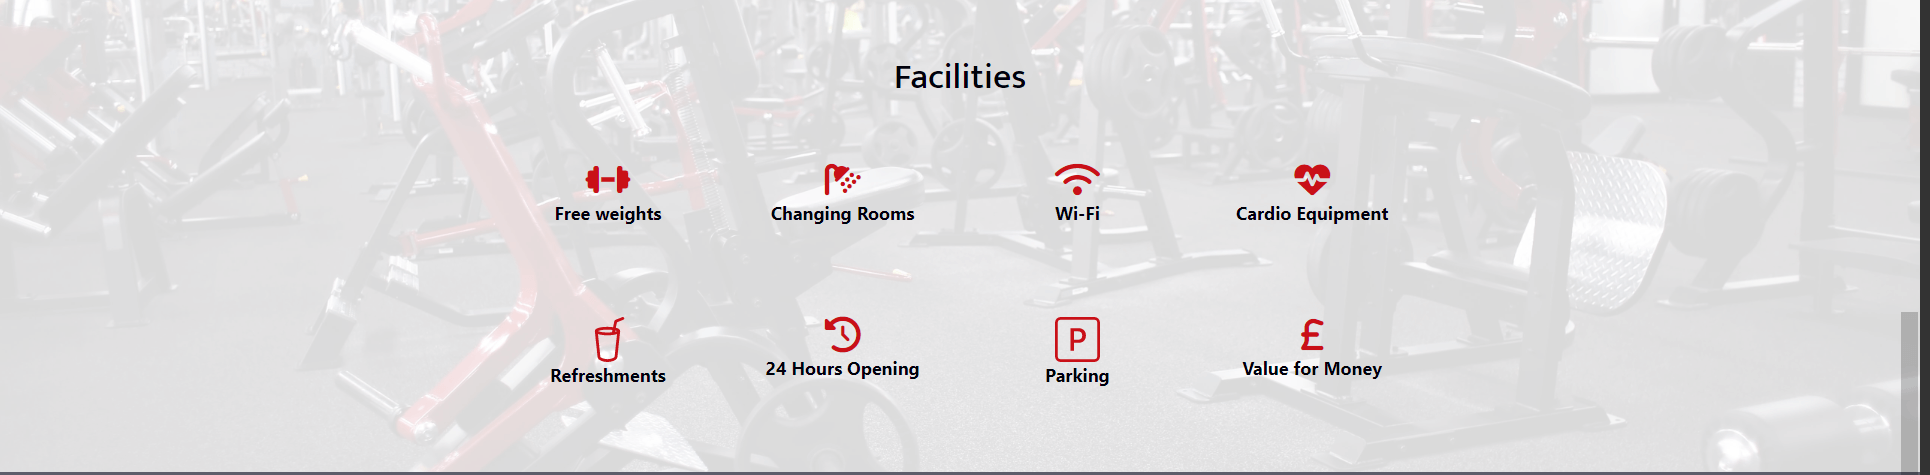 Facilities
Free weights
Changing Rooms
Wi-Fi
Cardio Equipment
P
Refreshments
24 Hours Opening
Parking
£
Value for Money